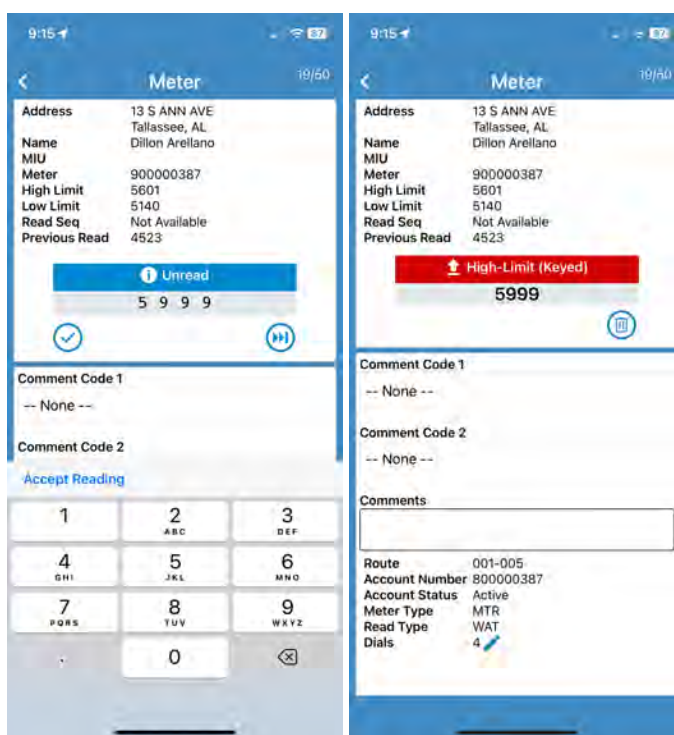 9:15
87
Meter
19/50
Address 13 S ANN AVE
Tallassee, AL
Name Dillon Arellano
MIU
Meter 900000387
High Limit 5601
Low Limit 5140
Read Seq Not Available
Previous Read 4523
Unread
5 9 9 9
Comment Code 1
-- None --
Comment Code 2
Accept Reading
1 2 3
ABC DEF
4 5 6
GHI JKL MNO
7 8 9
PQRS TUV WXYZ
. 0
9:15
87
Meter
19/50
Address 13 S ANN AVE
Tallassee, AL
Name Dillon Arellano
MIU
Meter 900000387
High Limit 5601
Low Limit 5140
Read Seq Not Available
Previous Read 4523
High-Limit (Keyed)
5999
Comment Code 1
-- None --
Comment Code 2
-- None --
Comments
Route 001-005
Account Number 800000387
Account Status Active
Meter Type MTR
Read Type WAT
Dials 4